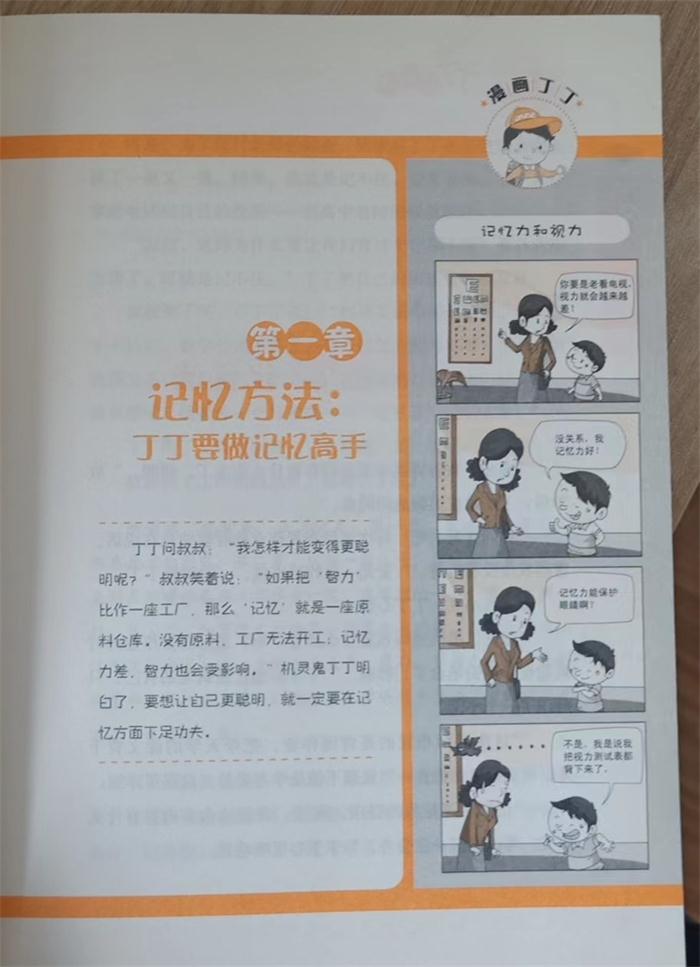 漫画丁丁
第一章
记忆方法:
丁丁要做记忆高手
丁丁问叔叔:“我怎样才能变得更聪
明呢?”叔叔笑着说:“如果把‘智力’
比作一座工厂,那么‘记忆’就是一座原
料仓库。没有原料,工厂无法开工;记忆
力差,智力也会受影响。”机灵鬼丁丁明
白了,要想让自己更聪明,就一定要在记
忆方面下足功夫。
记忆力和视力
你要是老看电视,
视力就会越来越
差!
没关系,我
记忆力好!
记忆力能保护
眼睛啊?
不是,我是说我
把视力测试表都
背下来了。